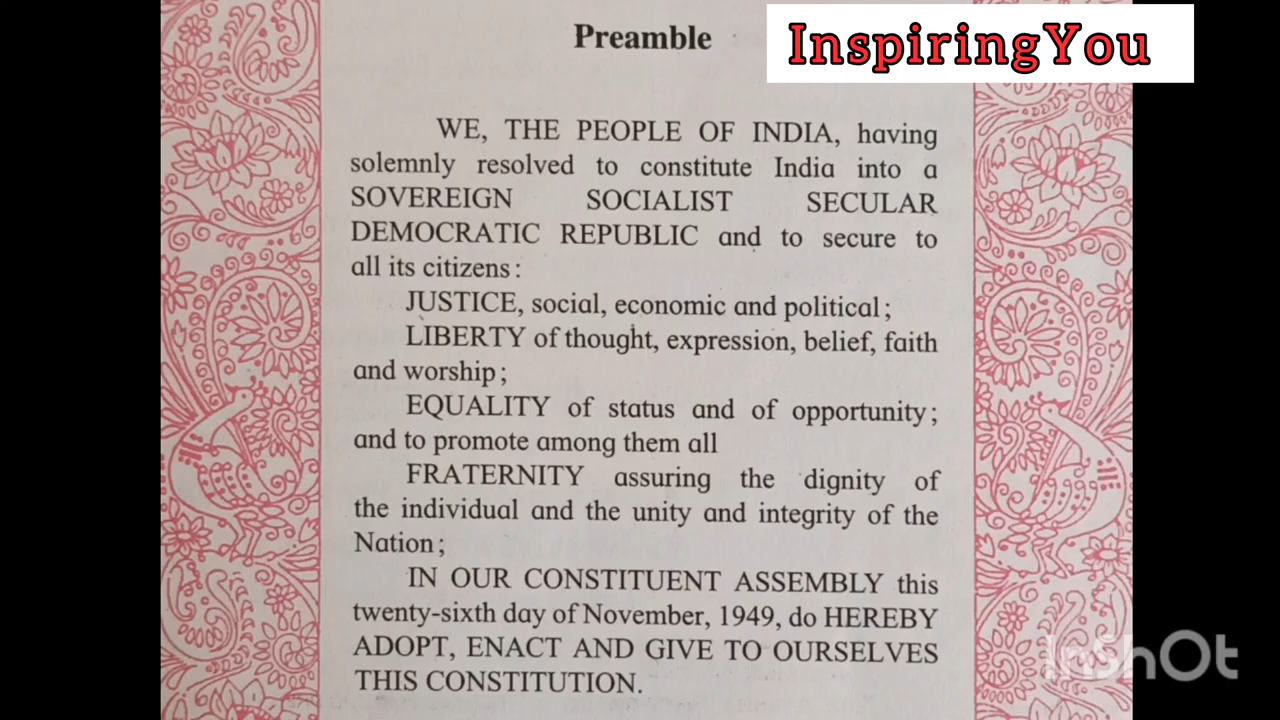 Preamble
InspiringYou
WE, THE PEOPLE OF INDIA, having
solemnly resolved to constitute India into a
SOVEREIGN SOCIALIST SECULAR
DEMOCRATIC REPUBLIC and to secure to
all its citizens :
JUSTICE, social, economic and political ;
LIBERTY of thought, expression, belief, faith
and worship ;
EQUALITY of status and of opportunity ;
and to promote among them all
FRATERNITY assuring the dignity of
the individual and the unity and integrity of the
Nation ;
IN OUR CONSTITUENT ASSEMBLY this
twenty-sixth day of November, 1949, do HEREBY
ADOPT, ENACT AND GIVE TO OURSELVES
THIS CONSTITUTION.
InShOt